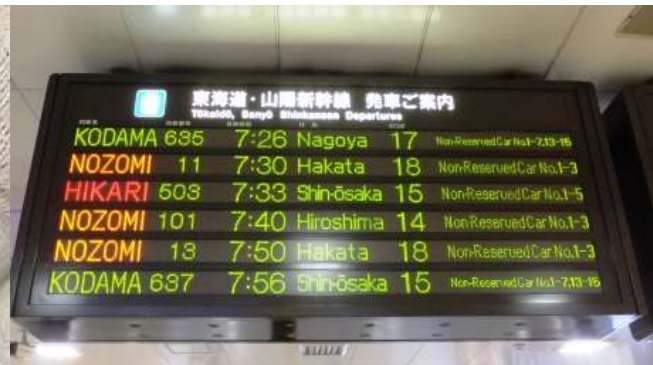 東海道・山陽新幹線 発車ご案内
Tōkaidō, Sanyō Shinkansen Departures
KODAMA 635 7:26 Nagoya 17 Non-Reserved Car No.1-7,13-15
NOZOMI 11 7:30 Hakata 18 Non-Reserved Car No.1-3
HIKARI 503 7:33 Shin-ōsaka 15 Non-Reserved Car No.1-5
NOZOMI 101 7:40 Hiroshima 14 Non-Reserved Car No.1-3
NOZOMI 13 7:50 Hakata 18 Non-Reserved Car No.1-3
KODAMA 637 7:56 Shin-ōsaka 15 Non-Reserved Car No.1-7,13-15